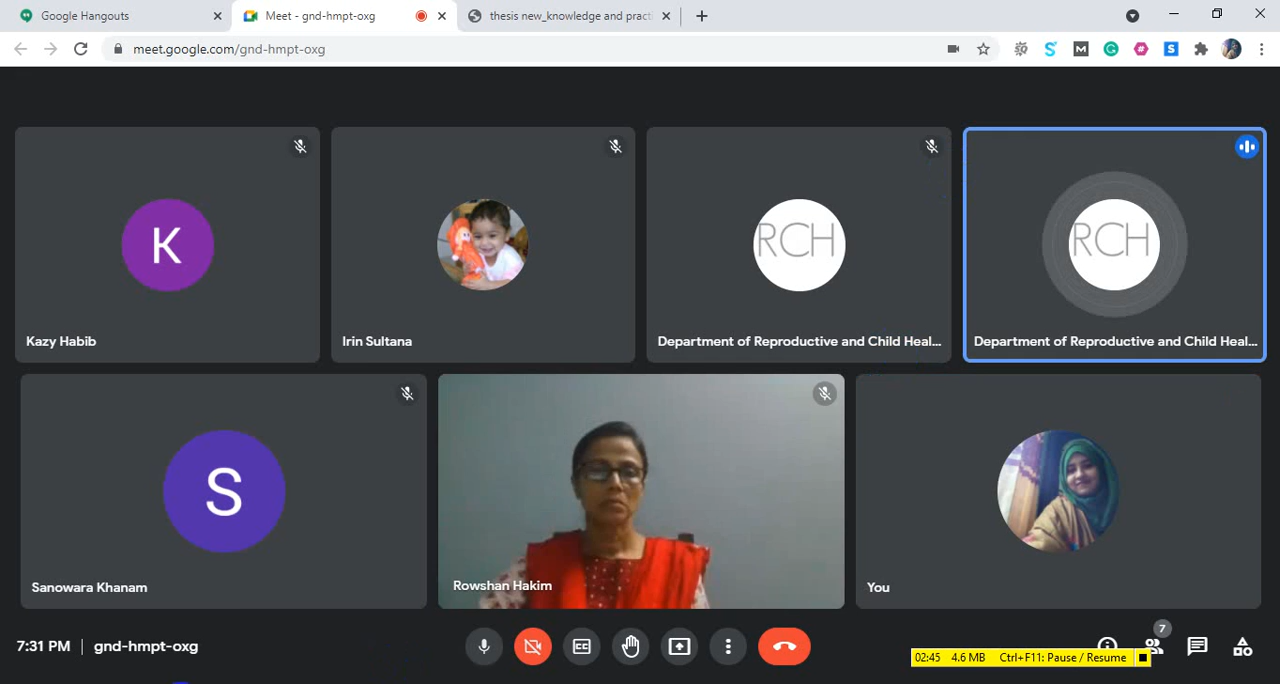 Google Hangouts
Meet - gnd-hmpt-oxg
thesis new_knowledge and practi
meet.google.com/gnd-hmpt-oxg
K
Kazy Habib
Irin Sultana
RCH
Department of Reproductive and Child Heal...
RCH
Department of Reproductive and Child Heal...
S
Sanowara Khanam
Rowshan Hakim
You
7:31 PM | gnd-hmpt-oxg
CC
7
02:45 4.6 MB Ctrl+F11: Pause / Resume